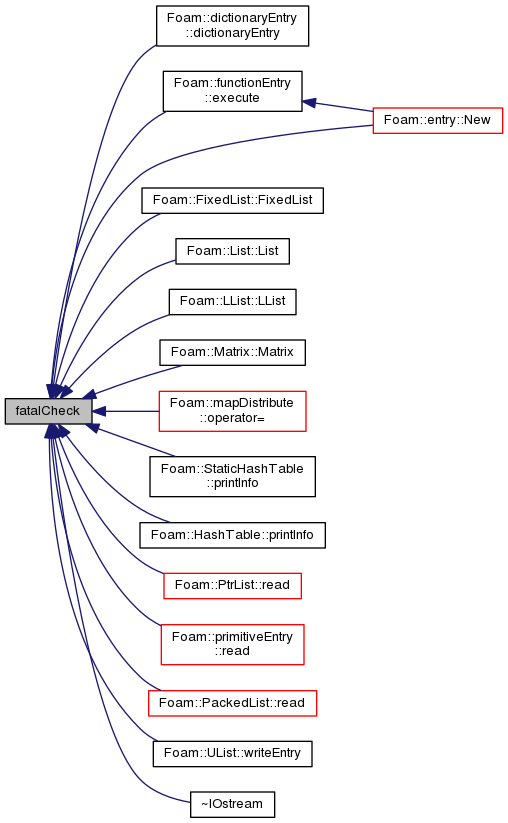 Foam::dictionaryEntry
::dictionaryEntry
Foam::functionEntry
::execute
Foam::entry::New
Foam::FixedList::FixedList
Foam::List::List
Foam::LList::LList
Foam::Matrix::Matrix
fatalCheck
Foam::mapDistribute
::operator=
Foam::StaticHashTable
::printInfo
Foam::HashTable::printInfo
Foam::PtrList::read
Foam::primitiveEntry
::read
Foam::PackedList::read
Foam::UList::writeEntry
~IOstream